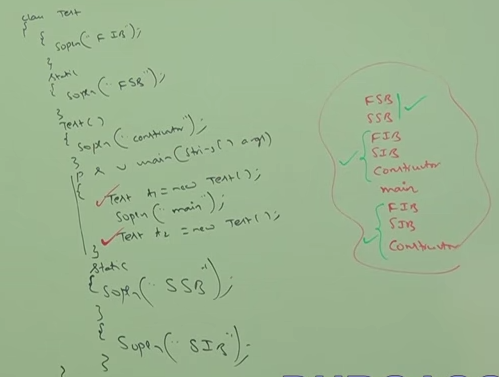 class Test
{
{
Sopln("FIB");
}
static
{
Sopln("FSB");
}
Test()
{
Sopln("constructor");
}
p s v main(String[] args)
{
Test t1 = new Test();
Sopln("main");
Test t2 = new Test();
}
static
{
Sopln("SSB");
}
{
Sopln("SIB");
}
}
FSB
SSB
FIB
SIB
Constructor
main
FIB
SIB
Constructor